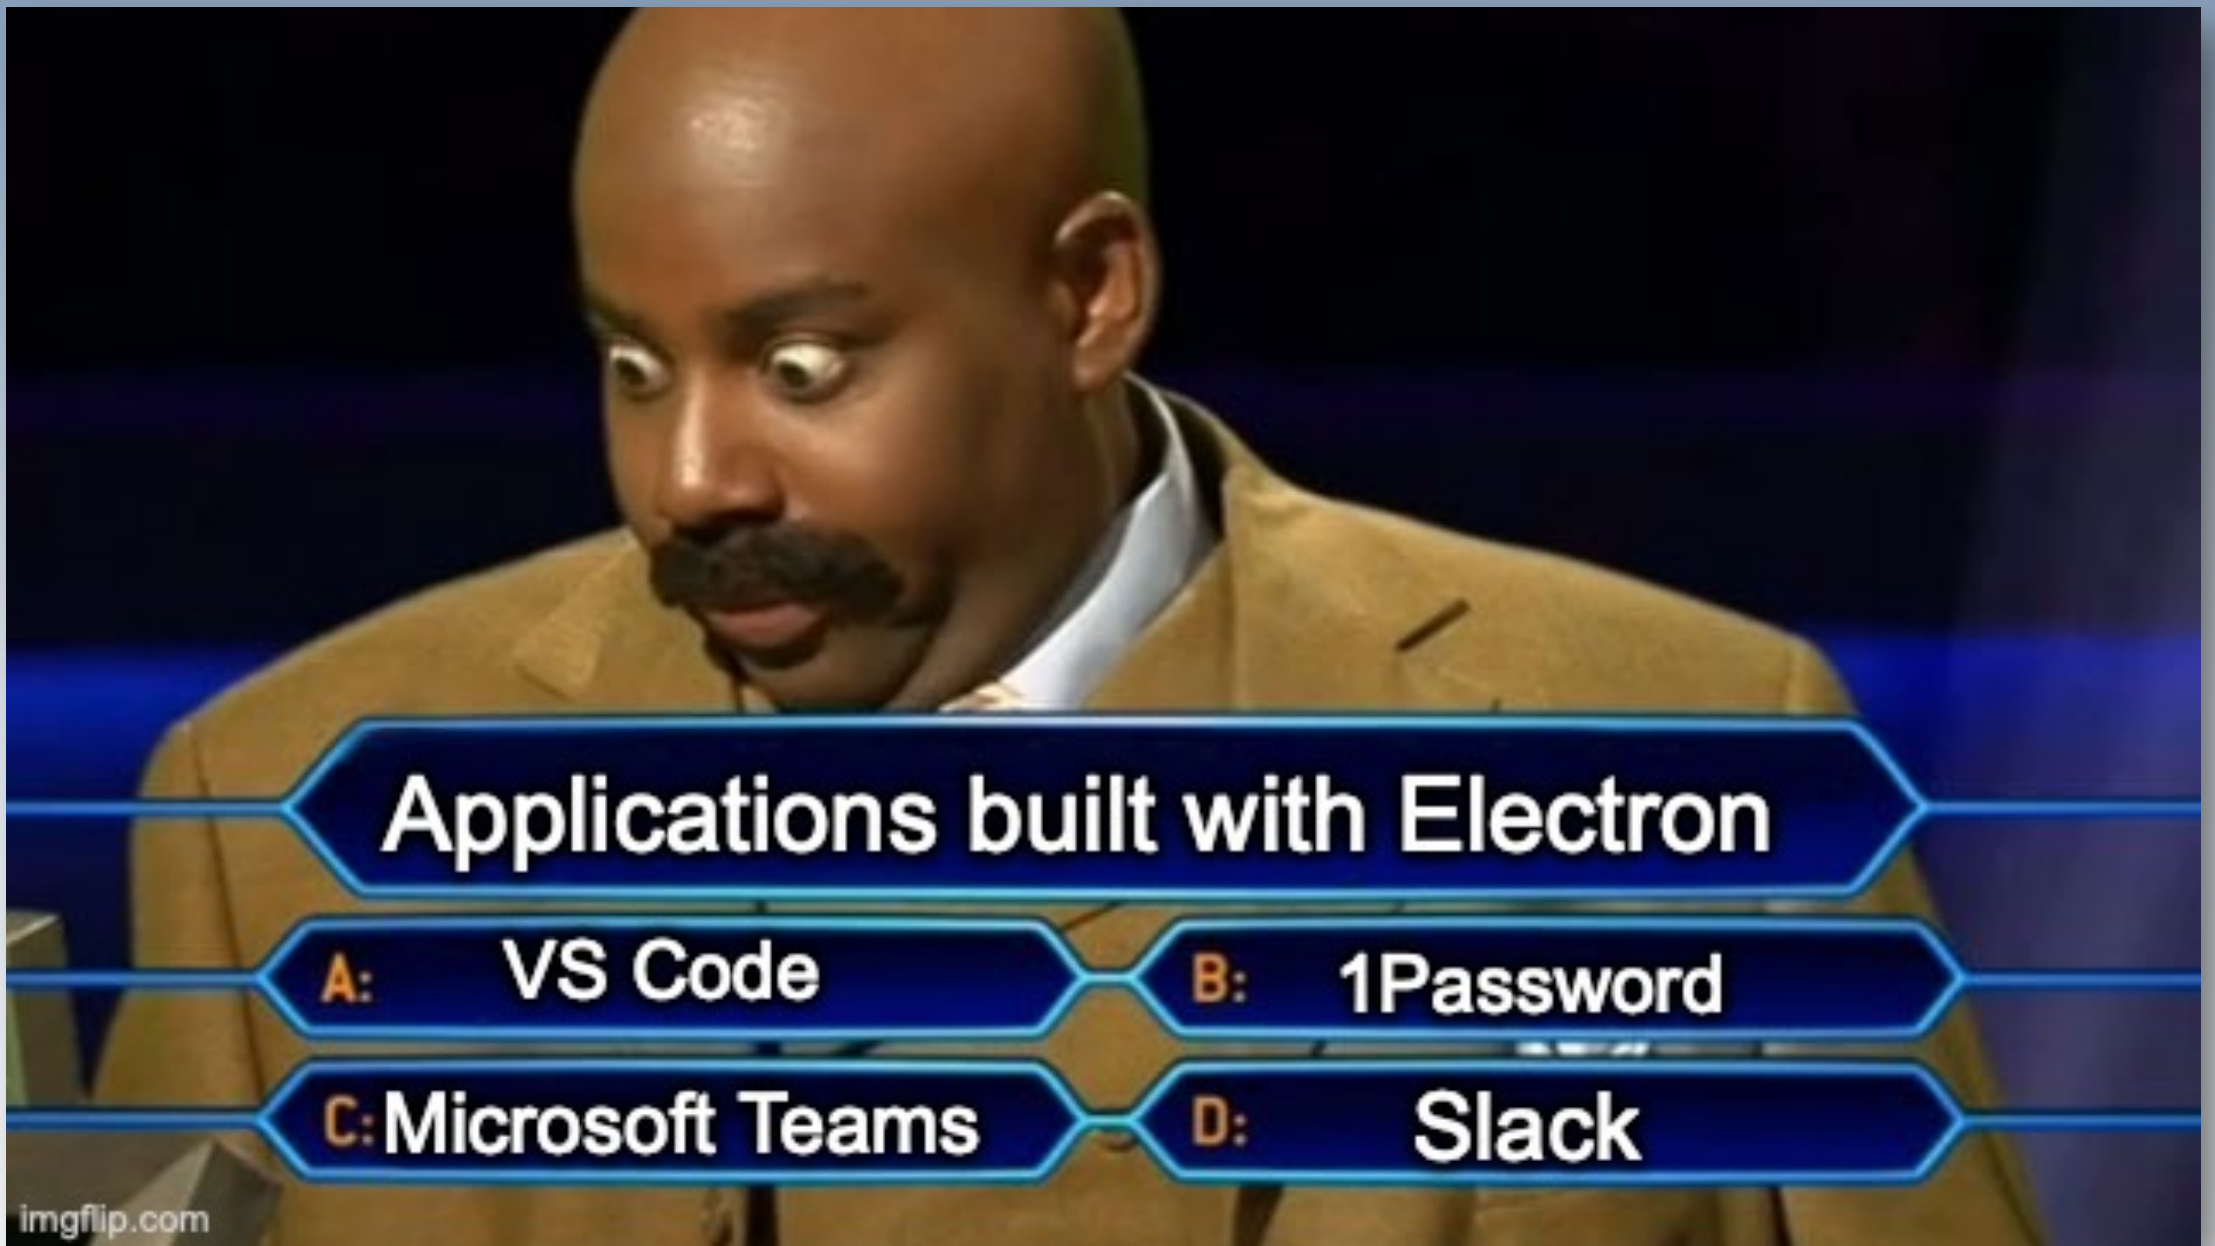 Applications built with Electron
A: VS Code
B: 1Password
C: Microsoft Teams
D: Slack
imgflip.com